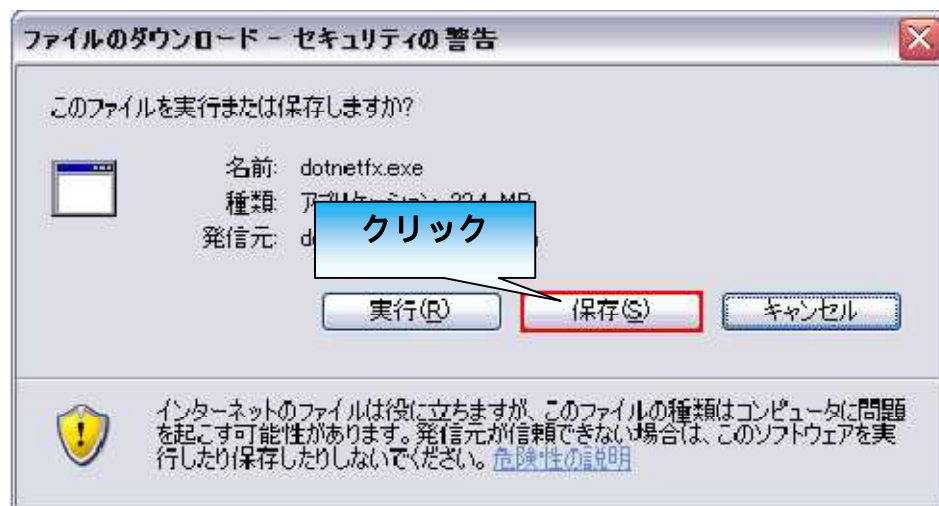 ファイルのダウンロード - セキュリティの警告
このファイルを実行または保存しますか?
名前: dotnetfx.exe
種類:
発信元:
クリック
実行(R)
保存(S)
キャンセル
インターネットのファイルは役に立ちますが、このファイルの種類はコンピュータに問題
を起こす可能性があります。発信元が信頼できない場合は、このソフトウェアを実
行したり保存したりしないでください。危険性の説明